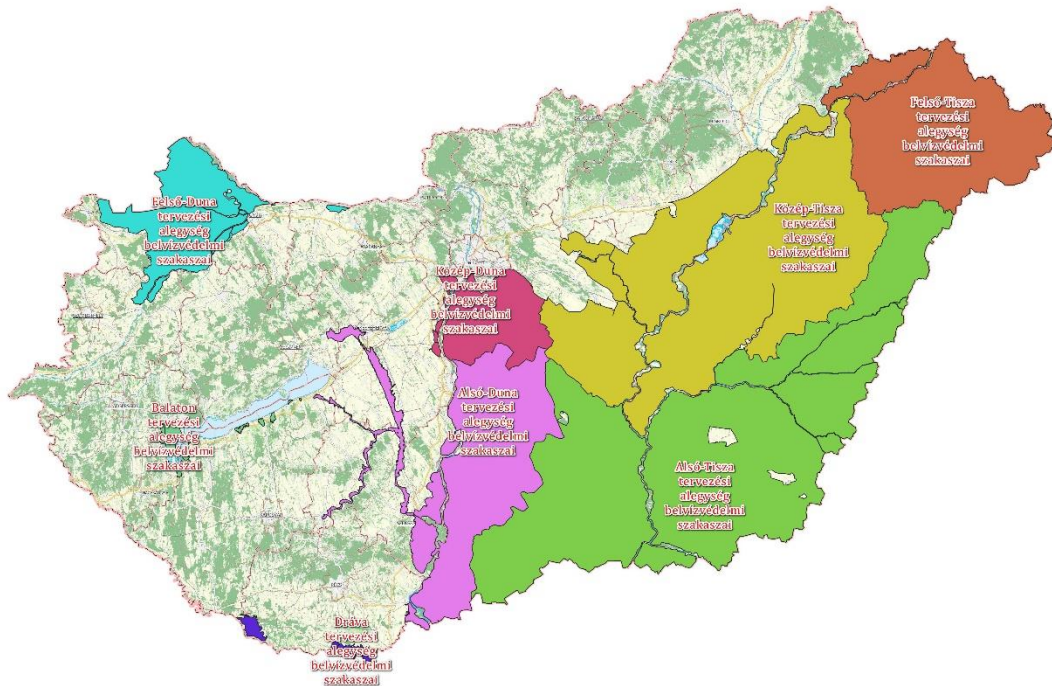 Felső-Tisza
tervezési
alegység
belvízvédelmi
szakaszai
Felső-Duna
tervezési
alegység
belvízvédelmi
szakaszai
Közép-Tisza
tervezési
alegység
belvízvédelmi
szakaszai
Közép-Duna
tervezési
alegység
belvízvédelmi
szakaszai
Alsó-Duna
tervezési
alegység
belvízvédelmi
szakaszai
Balaton
tervezési
alegység
belvízvédelmi
szakaszai
Alsó-Tisza
tervezési
alegység
belvízvédelmi
szakaszai
Dráva
tervezési
alegység
belvízvédelmi
szakaszai